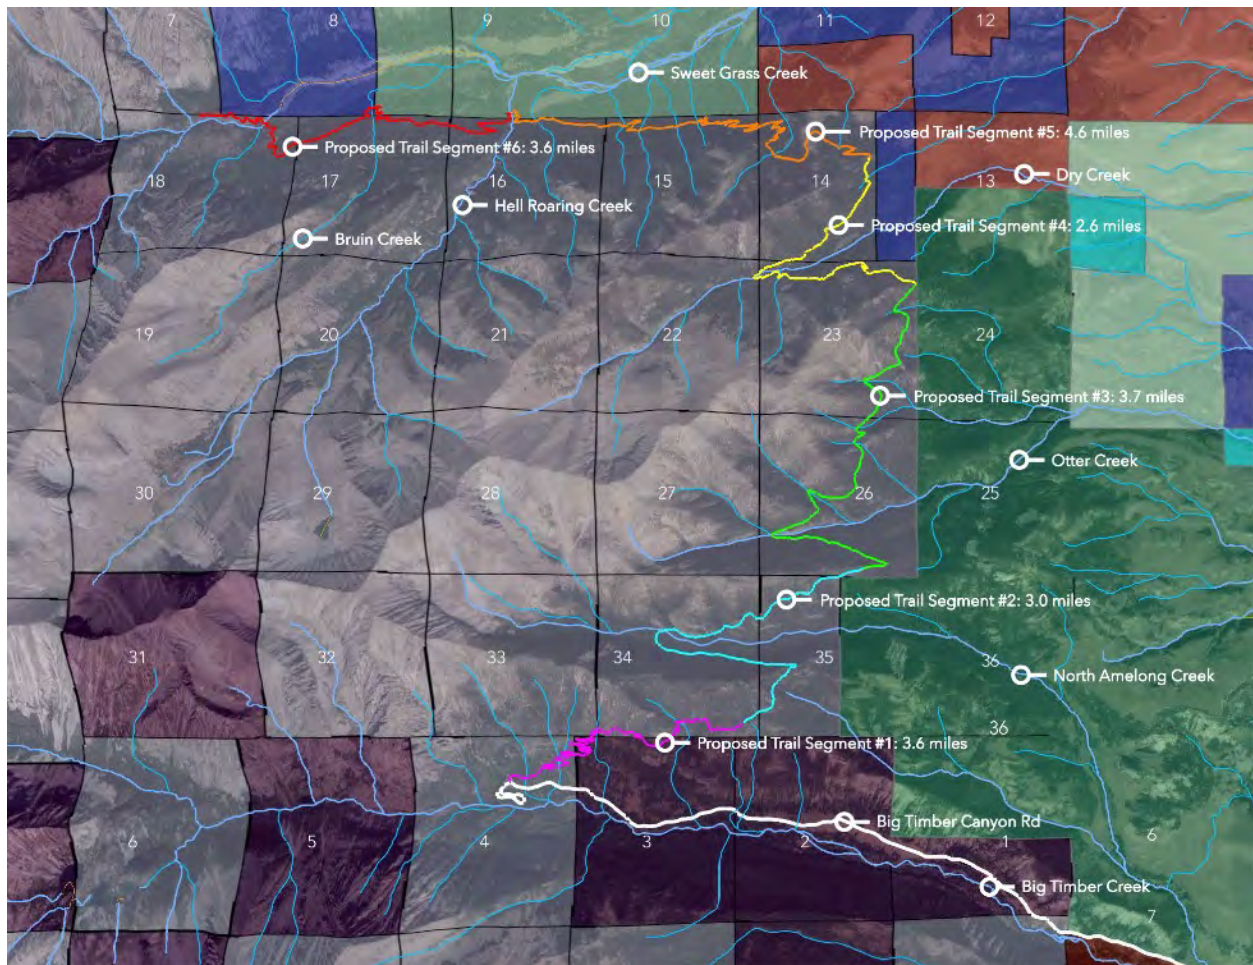 7
8
9
10
11
12
Sweet Grass Creek
Proposed Trail Segment #5: 4.6 miles
Proposed Trail Segment #6: 3.6 miles
18
17
16
15
14
13
Dry Creek
Hell Roaring Creek
Proposed Trail Segment #4: 2.6 miles
Bruin Creek
19
20
21
22
23
24
Proposed Trail Segment #3: 3.7 miles
Otter Creek
30
29
28
27
26
25
Proposed Trail Segment #2: 3.0 miles
31
32
33
34
35
36
North Amelong Creek
36
Proposed Trail Segment #1: 3.6 miles
Big Timber Canyon Rd
6
5
4
3
2
1
6
Big Timber Creek
7